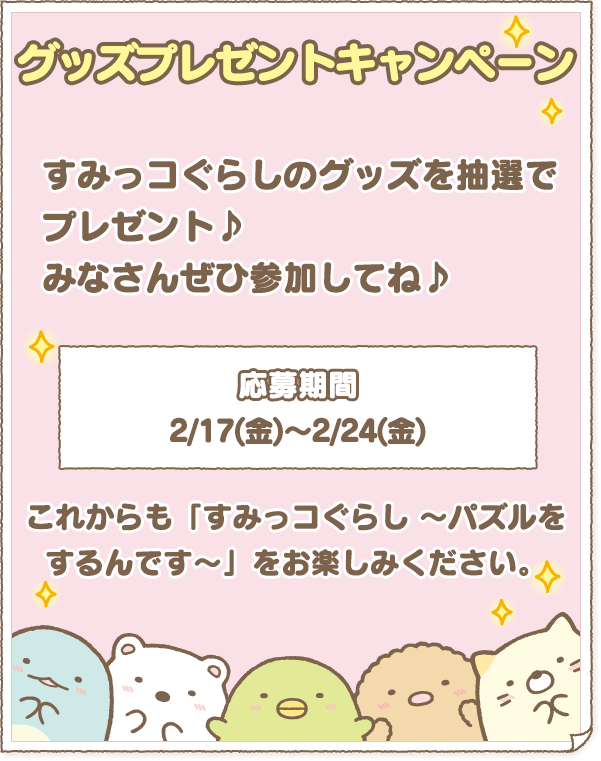 グッズプレゼントキャンペーン
すみっコぐらしのグッズを抽選で
プレゼント♪
みなさんぜひ参加してね♪
応募期間
2/17(金)～2/24(金)
これからも「すみっコぐらし ～パズルを
するんです～」をお楽しみください。